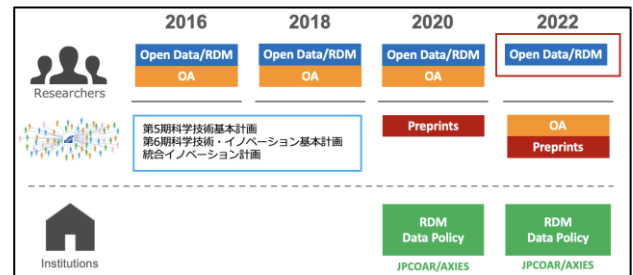 2016 2018 2020 2022
Open Data/RDM Open Data/RDM Open Data/RDM Open Data/RDM
OA OA OA
Researchers
第5期科学技術基本計画
第6期科学技術・イノベーション基本計画
統合イノベーション計画
Preprints OA
Preprints
RDM RDM
Data Policy Data Policy
Institutions JPCOAR/AXIES JPCOAR/AXIES